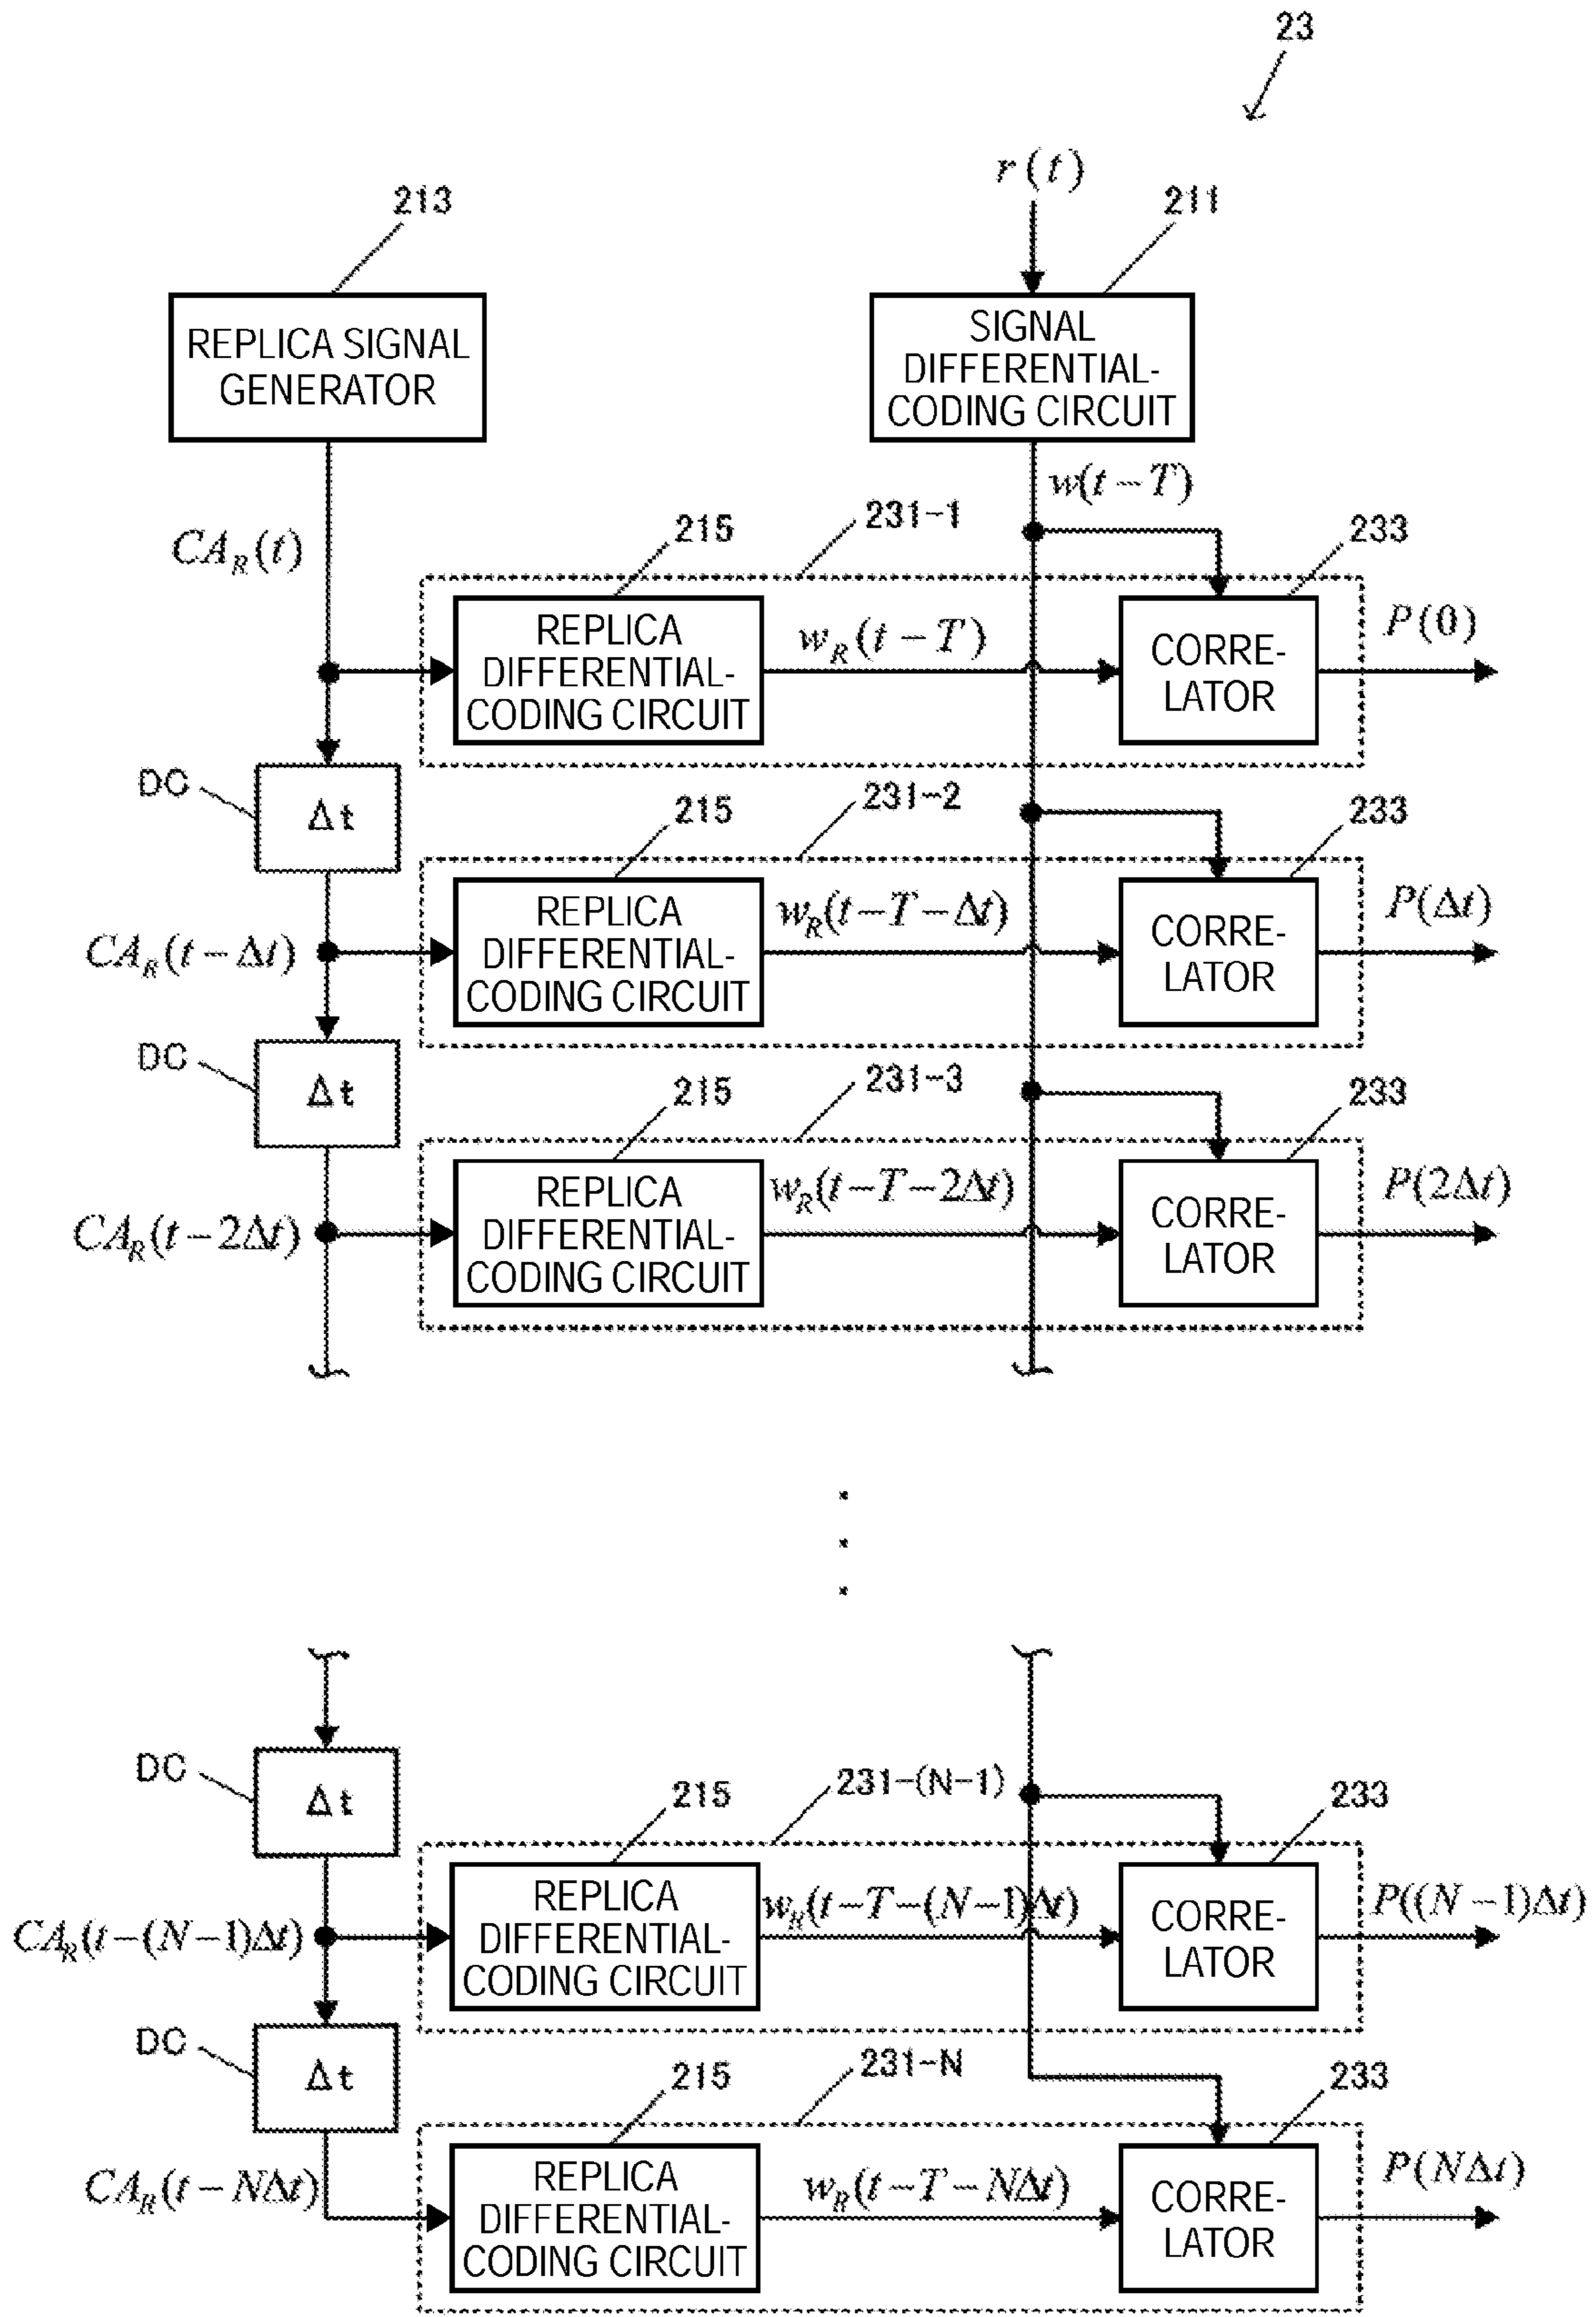 23
r(t)
213
211
REPLICA SIGNAL
GENERATOR
SIGNAL
DIFFERENTIAL-
CODING CIRCUIT
w(t-T)
CA_R(t)
215
231-1
233
REPLICA
DIFFERENTIAL-
CODING CIRCUIT
w_R(t-T)
CORRE-
LATOR
P(0)
DC
Δt
215
231-2
233
CA_R(t-Δt)
REPLICA
DIFFERENTIAL-
CODING CIRCUIT
w_R(t-T-Δt)
CORRE-
LATOR
P(Δt)
DC
Δt
215
231-3
233
CA_R(t-2Δt)
REPLICA
DIFFERENTIAL-
CODING CIRCUIT
w_R(t-T-2Δt)
CORRE-
LATOR
P(2Δt)
DC
Δt
215
231-(N-1)
233
CA_R(t-(N-1)Δt)
REPLICA
DIFFERENTIAL-
CODING CIRCUIT
w_R(t-T-(N-1)Δt)
CORRE-
LATOR
P((N-1)Δt)
DC
Δt
215
231-N
233
CA_R(t-NΔt)
REPLICA
DIFFERENTIAL-
CODING CIRCUIT
w_R(t-T-NΔt)
CORRE-
LATOR
P(NΔt)